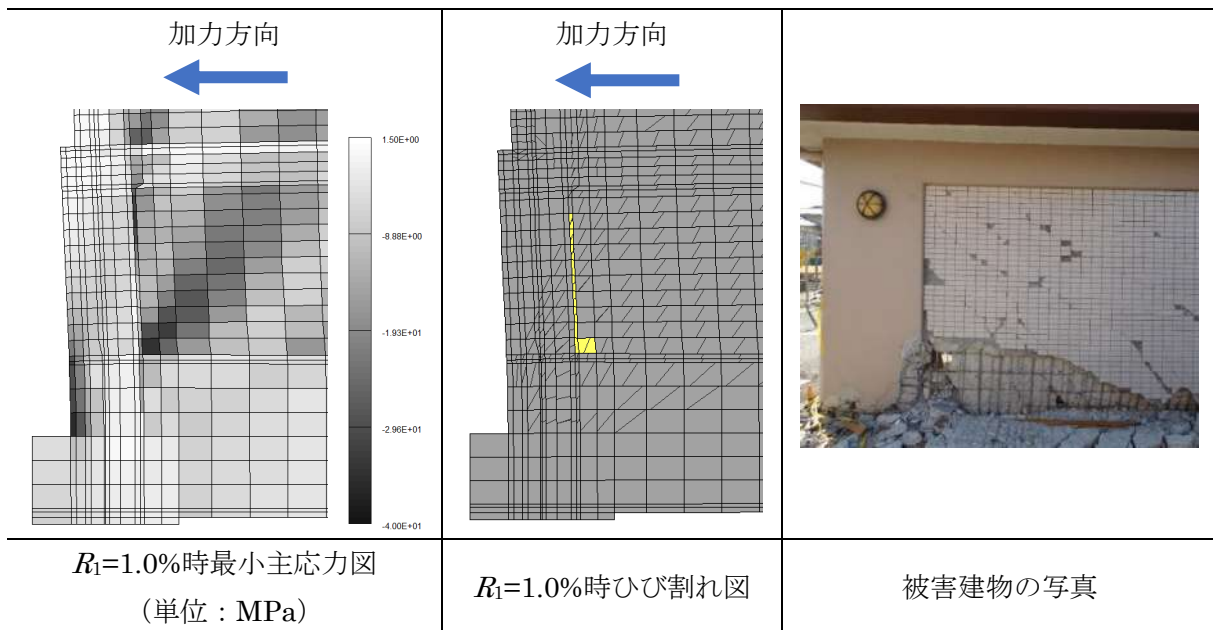 加力方向
加力方向
1.50E+00
-8.88E+00
-1.93E+01
-2.96E+01
-4.00E+01
R₁=1.0%時最小主応力図
（単位：MPa）
R₁=1.0%時ひび割れ図
被害建物の写真